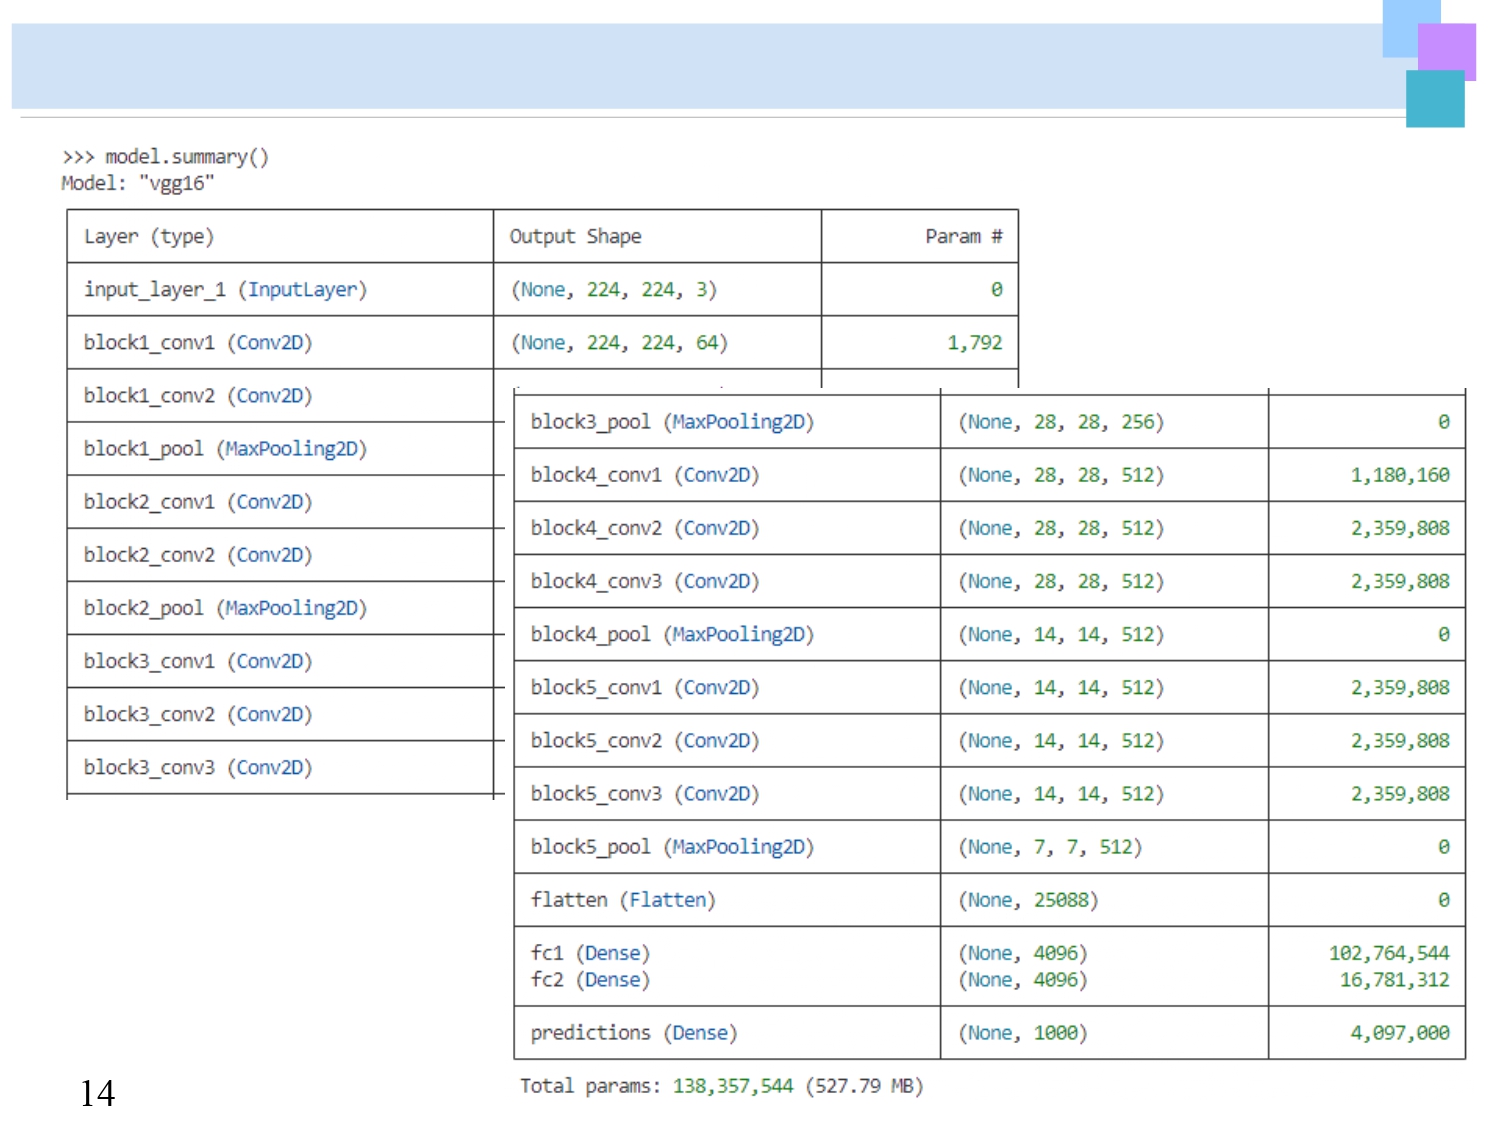 >>> model.summary()
Model: "vgg16"
Layer (type) Output Shape Param #
input_layer_1 (InputLayer) (None, 224, 224, 3) 0
block1_conv1 (Conv2D) (None, 224, 224, 64) 1,792
block1_conv2 (Conv2D)
block1_pool (MaxPooling2D)
block2_conv1 (Conv2D)
block2_conv2 (Conv2D)
block2_pool (MaxPooling2D)
block3_conv1 (Conv2D)
block3_conv2 (Conv2D)
block3_conv3 (Conv2D)
block3_pool (MaxPooling2D) (None, 28, 28, 256) 0
block4_conv1 (Conv2D) (None, 28, 28, 512) 1,180,160
block4_conv2 (Conv2D) (None, 28, 28, 512) 2,359,808
block4_conv3 (Conv2D) (None, 28, 28, 512) 2,359,808
block4_pool (MaxPooling2D) (None, 14, 14, 512) 0
block5_conv1 (Conv2D) (None, 14, 14, 512) 2,359,808
block5_conv2 (Conv2D) (None, 14, 14, 512) 2,359,808
block5_conv3 (Conv2D) (None, 14, 14, 512) 2,359,808
block5_pool (MaxPooling2D) (None, 7, 7, 512) 0
flatten (Flatten) (None, 25088) 0
fc1 (Dense) (None, 4096) 102,764,544
fc2 (Dense) (None, 4096) 16,781,312
predictions (Dense) (None, 1000) 4,097,000
Total params: 138,357,544 (527.79 MB)
14